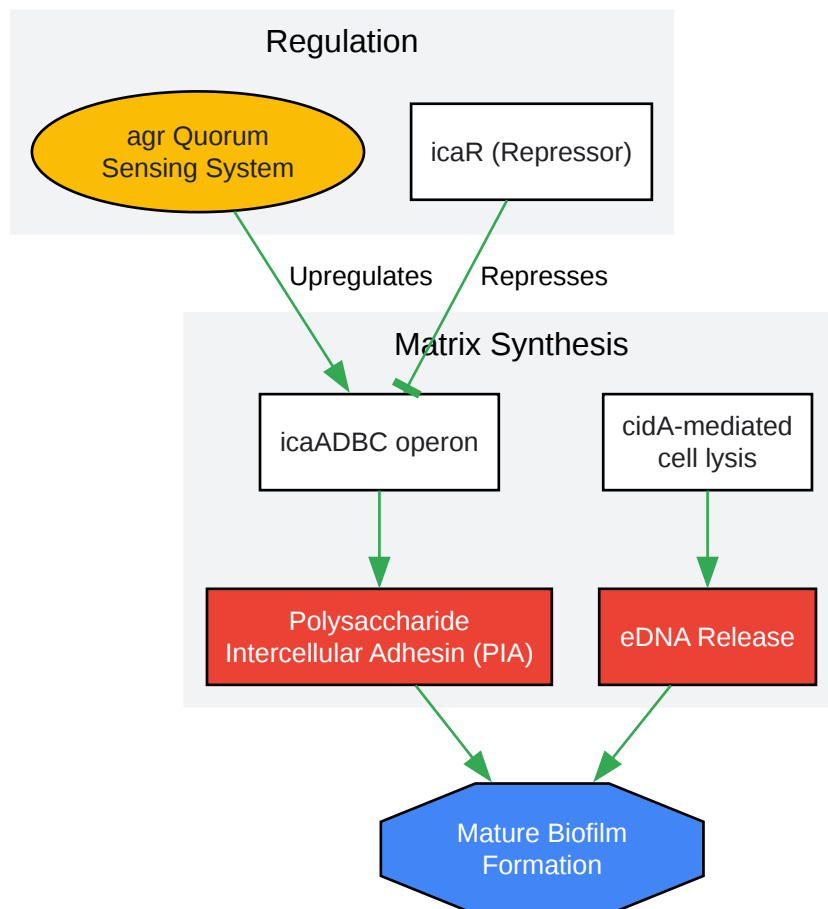 Regulation
agr Quorum
Sensing System
icaR (Repressor)
Upregulates
Represses
Matrix Synthesis
icaADBC operon
cidA-mediated
cell lysis
Polysaccharide
Intercellular Adhesin (PIA)
eDNA Release
Mature Biofilm
Formation